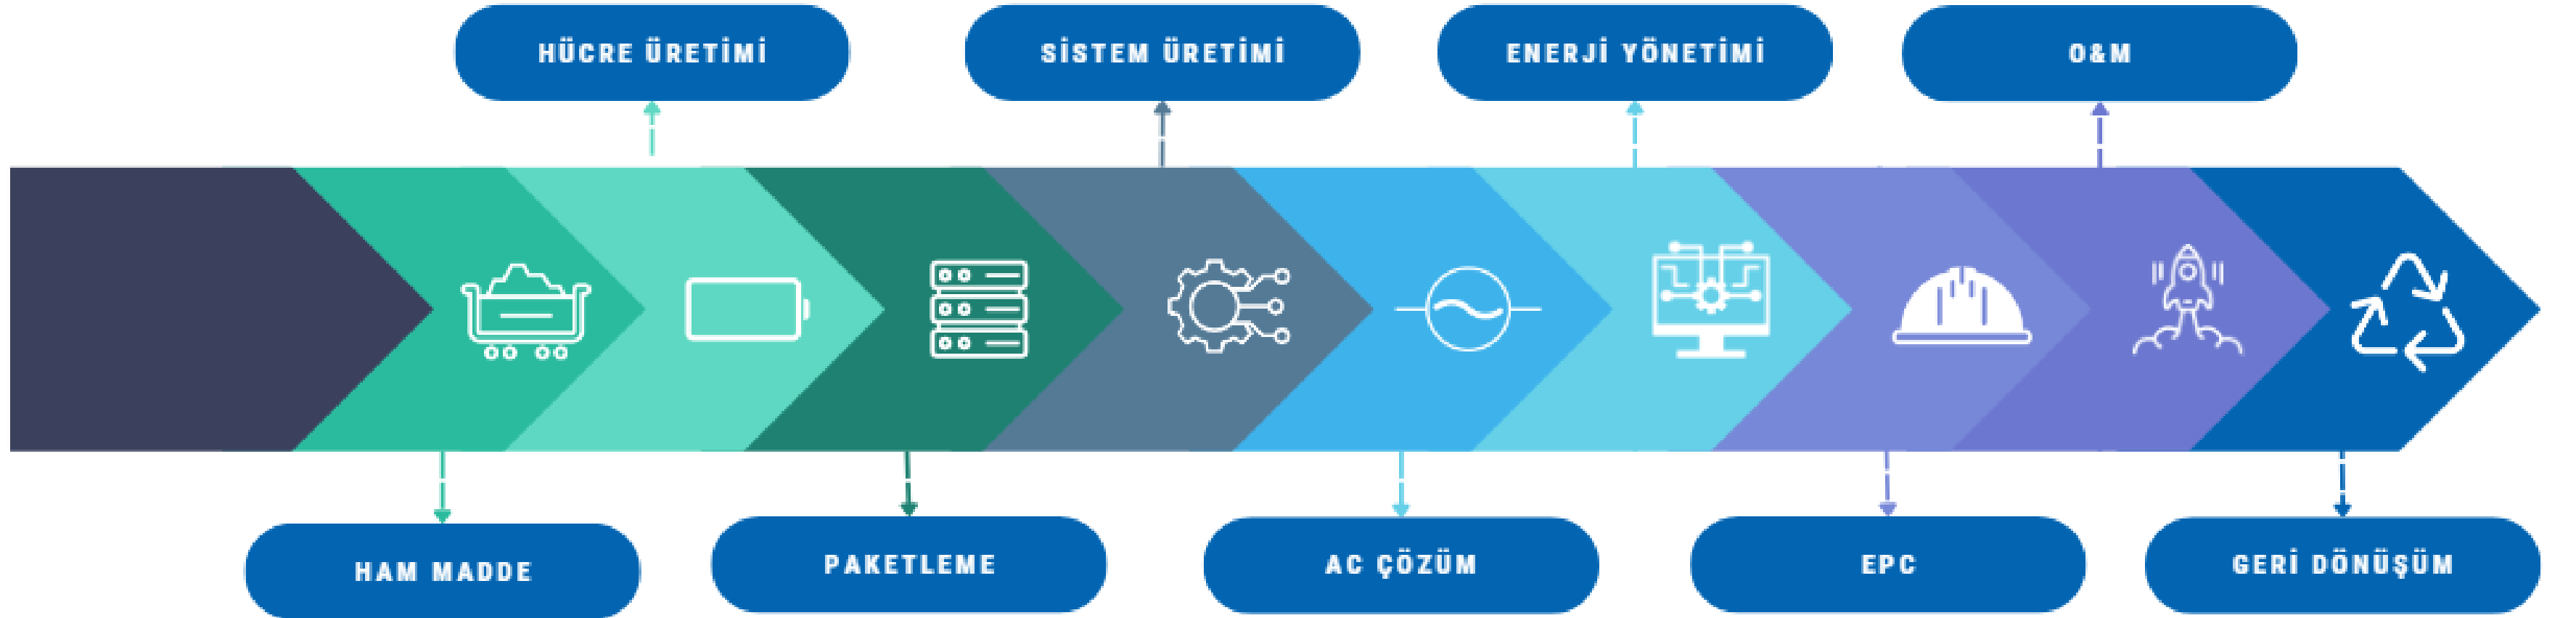 HÜCRE ÜRETİMİ
SİSTEM ÜRETİMİ
ENERJİ YÖNETİMİ
O&M
HAM MADDE
PAKETLEME
AC ÇÖZÜM
EPC
GERİ DÖNÜŞÜM